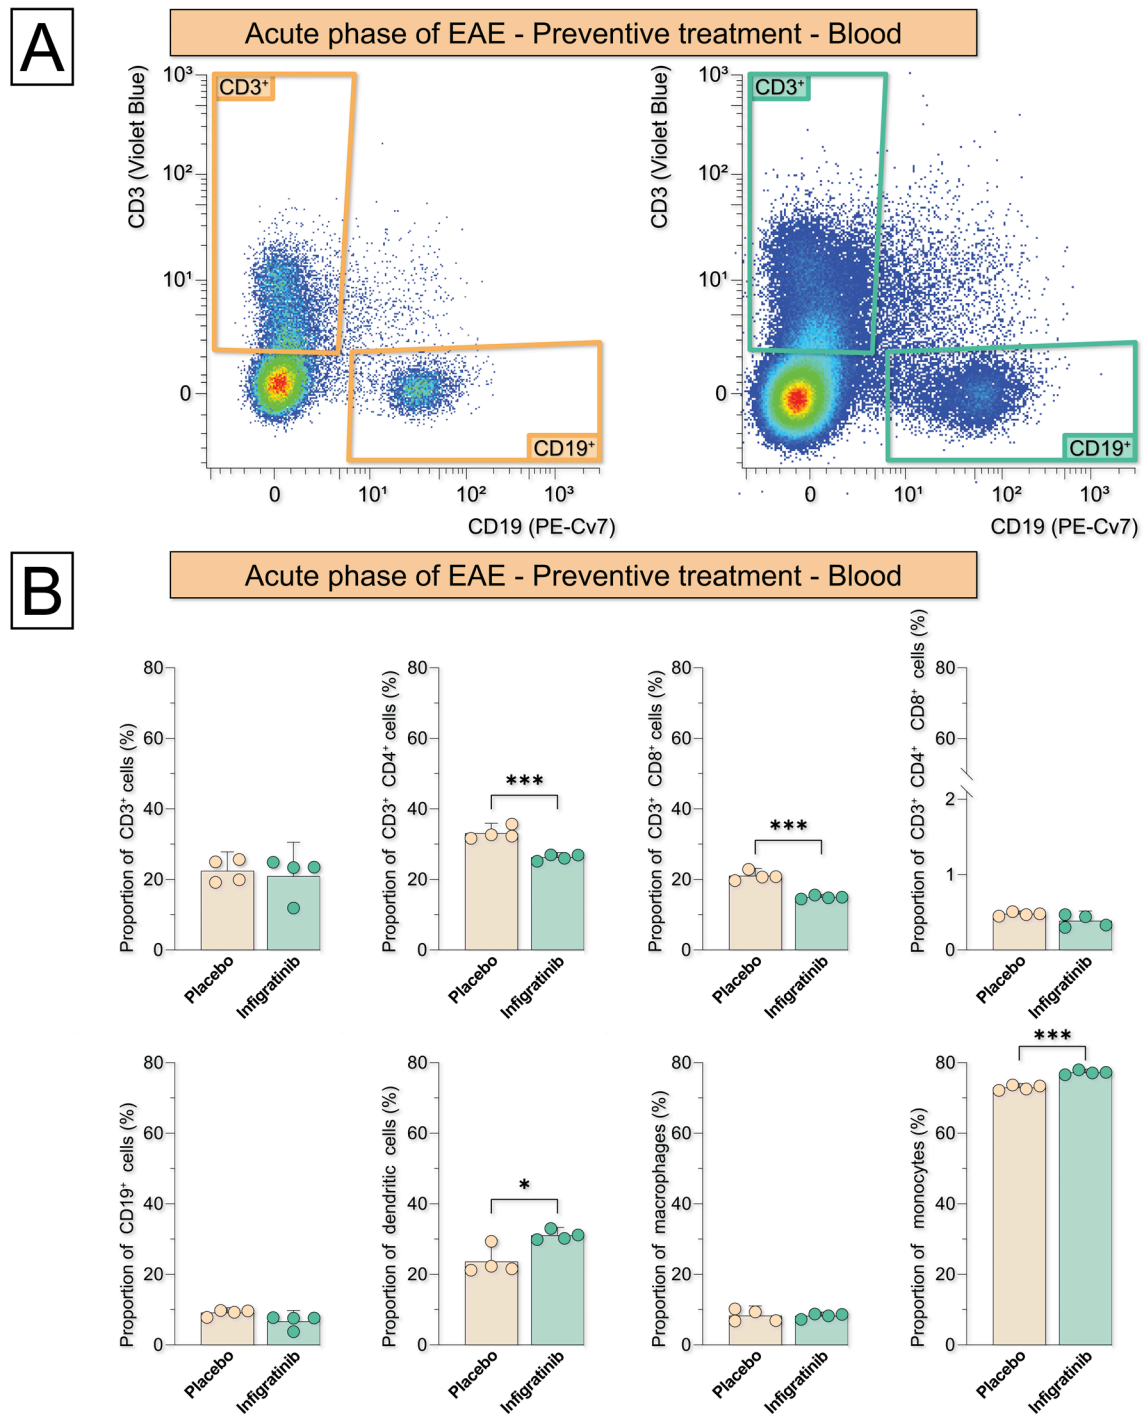 A
Acute phase of EAE - Preventive treatment - Blood
CD3 (Violet Blue)
10³
10²
10¹
0
CD3⁺
CD19⁺
0
10¹
10²
10³
CD19 (PE-Cv7)
CD3 (Violet Blue)
10³
10²
10¹
0
CD3⁺
CD19⁺
0
10¹
10²
10³
CD19 (PE-Cv7)
B
Acute phase of EAE - Preventive treatment - Blood
Proportion of CD3⁺ cells (%)
80
60
40
20
0
Placebo
Infigratinib
Proportion of CD3⁺ CD4⁺ cells (%)
80
60
40
20
0
***
Placebo
Infigratinib
Proportion of CD3⁺ CD8⁺ cells (%)
80
60
40
20
0
***
Placebo
Infigratinib
Proportion of CD3⁺ CD4⁺ CD8⁺ cells (%)
80
60
2
1
0
Placebo
Infigratinib
Proportion of CD19⁺ cells (%)
80
60
40
20
0
Placebo
Infigratinib
Proportion of dendritic cells (%)
80
60
40
20
0
*
Placebo
Infigratinib
Proportion of macrophages (%)
80
60
40
20
0
Placebo
Infigratinib
Proportion of monocytes (%)
80
60
40
20
0
***
Placebo
Infigratinib